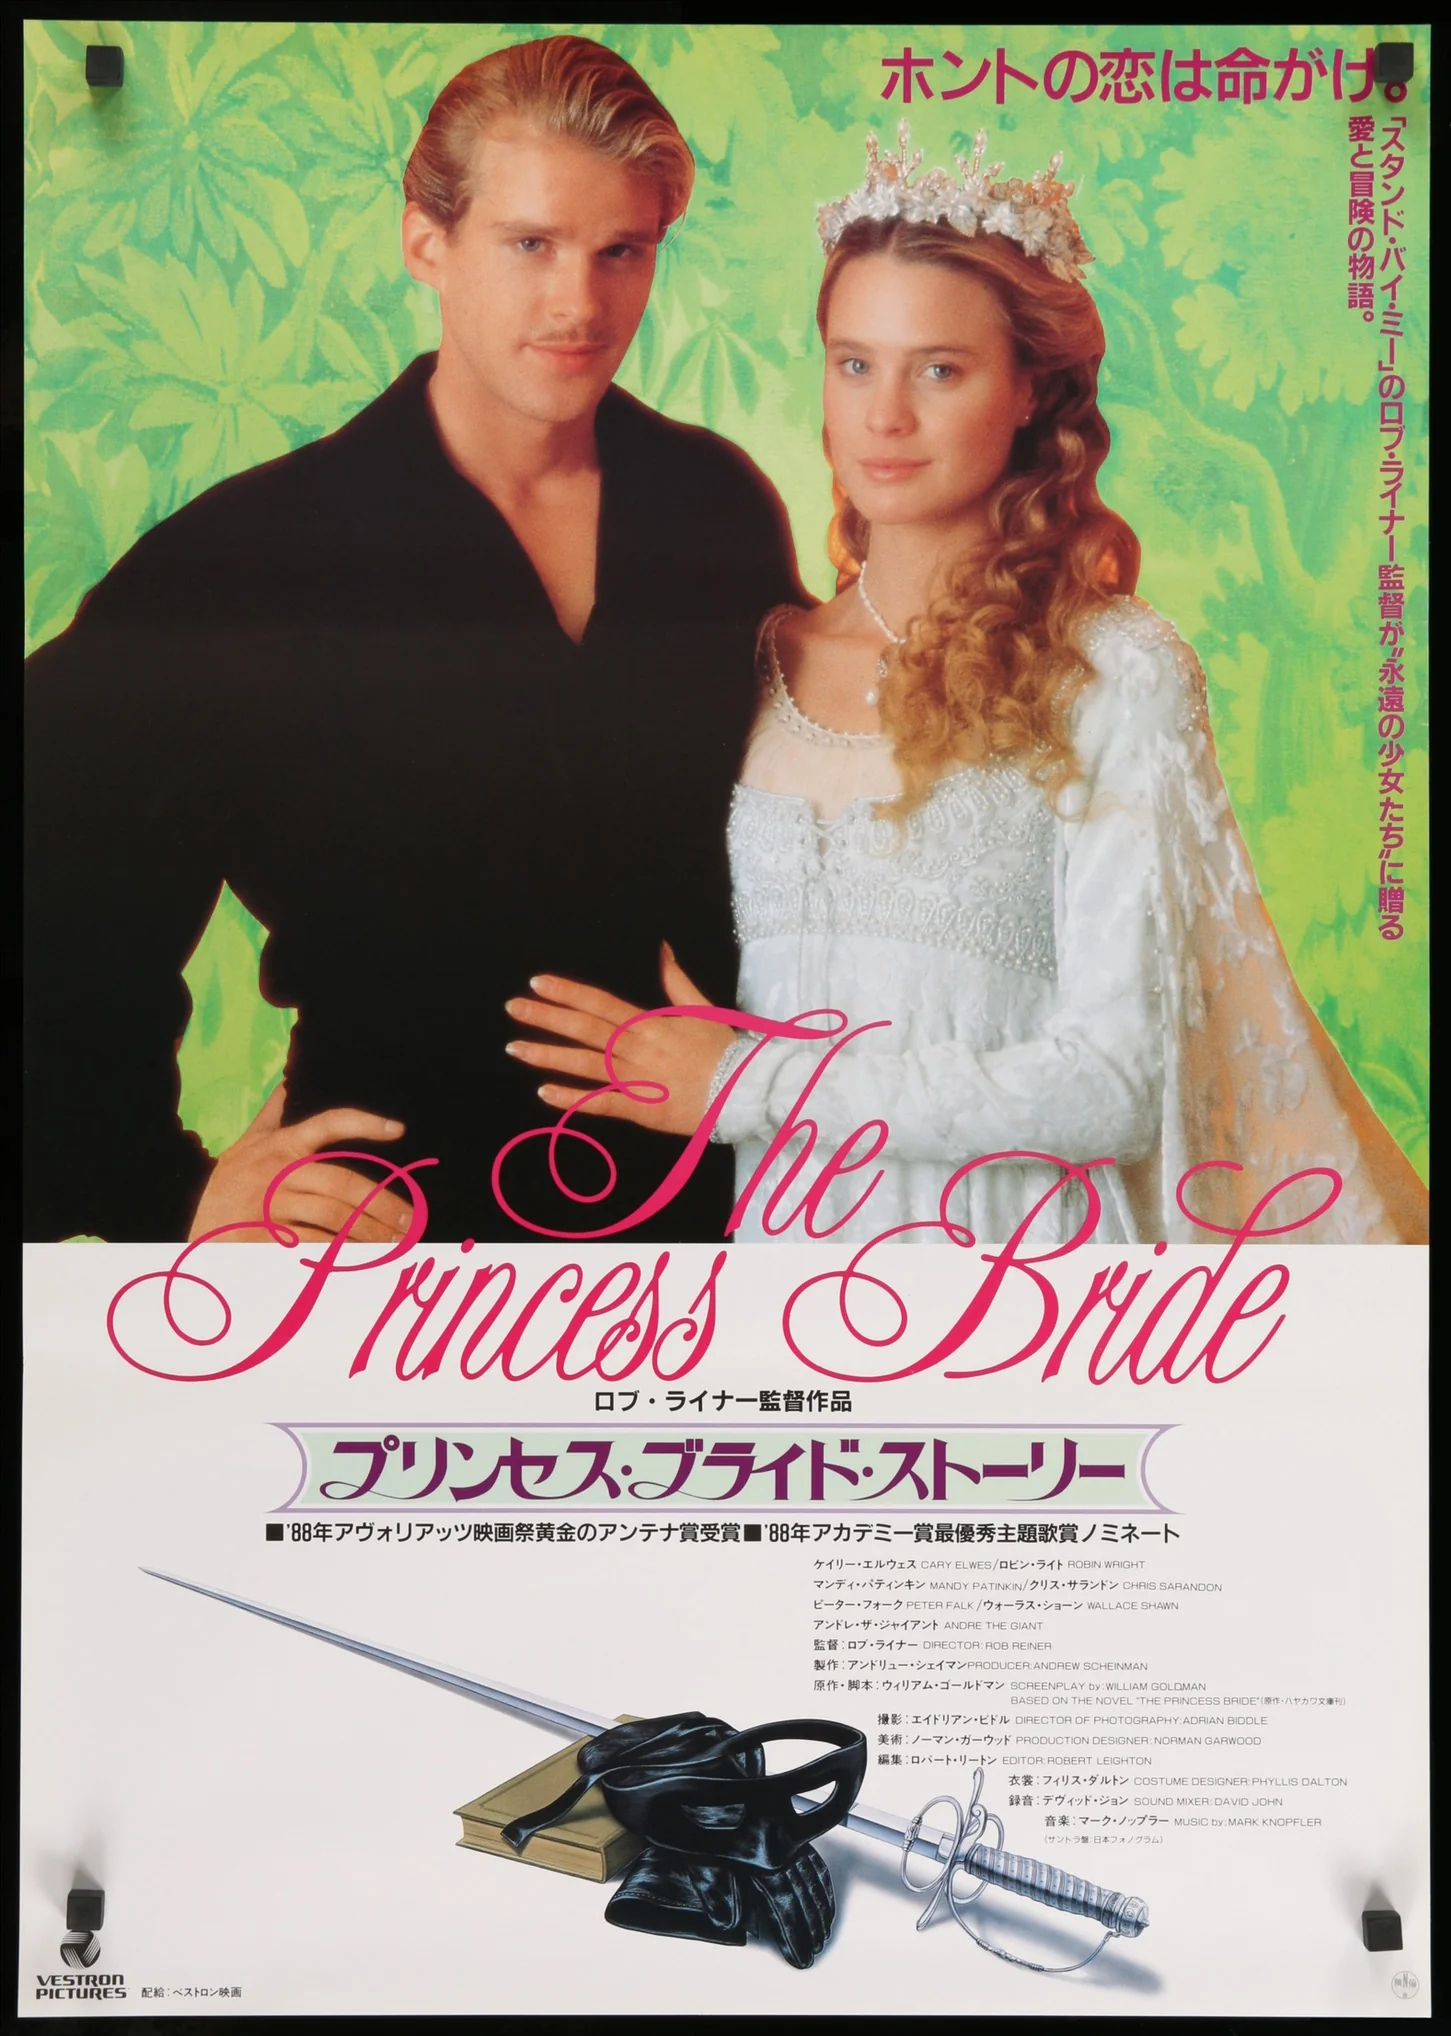 ホントの恋は命がけ。
「スタンド・バイ・ミー」のロブ・ライナー監督が"永遠の少女たち"に贈る
愛と冒険の物語。
The
Princess Bride
ロブ・ライナー監督作品
プリンセス・ブライド・ストーリー
■'88年アヴォリアッツ映画祭黄金のアンテナ賞受賞■'88年アカデミー賞最優秀主題歌賞ノミネート
ケイリー・エルウェス CARY ELWES/ロビン・ライト ROBIN WRIGHT
マンディ・パティンキン MANDY PATINKIN/クリス・サランドン CHRIS SARANDON
ピーター・フォーク PETER FALK/ウォーラス・ショーン WALLACE SHAWN
アンドレ・ザ・ジャイアント ANDRE THE GIANT
監督:ロブ・ライナー DIRECTOR: ROB REINER
製作:アンドリュー・シェイマン PRODUCER: ANDREW SCHEINMAN
原作・脚本:ウィリアム・ゴールドマン SCREENPLAY by: WILLIAM GOLDMAN
BASED ON THE NOVEL "THE PRINCESS BRIDE"(原作・ハヤカワ文庫刊)
撮影:エイドリアン・ビドル DIRECTOR OF PHOTOGRAPHY: ADRIAN BIDDLE
美術:ノーマン・ガーウッド PRODUCTION DESIGNER: NORMAN GARWOOD
編集:ロバート・リートン EDITOR: ROBERT LEIGHTON
衣裳:フィリス・ダルトン COSTUME DESIGNER: PHYLLIS DALTON
録音:デヴィッド・ジョン SOUND MIXER: DAVID JOHN
音楽:マーク・ノップラー MUSIC by: MARK KNOPFLER
(サントラ盤:日本フォノグラム)
VESTRON
PICTURES
配給:ベストロン映画